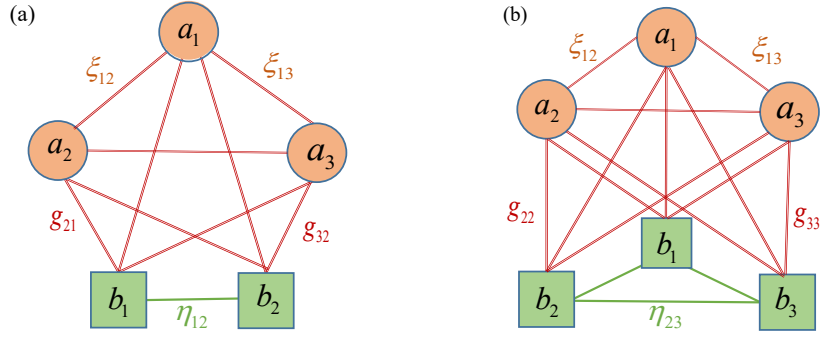 (a)
a₁
ξ₁₂
ξ₁₃
a₂
a₃
g₂₁
g₃₂
b₁
b₂
η₁₂
(b)
a₁
ξ₁₂
ξ₁₃
a₂
a₃
g₂₂
g₃₃
b₁
b₂
b₃
η₂₃